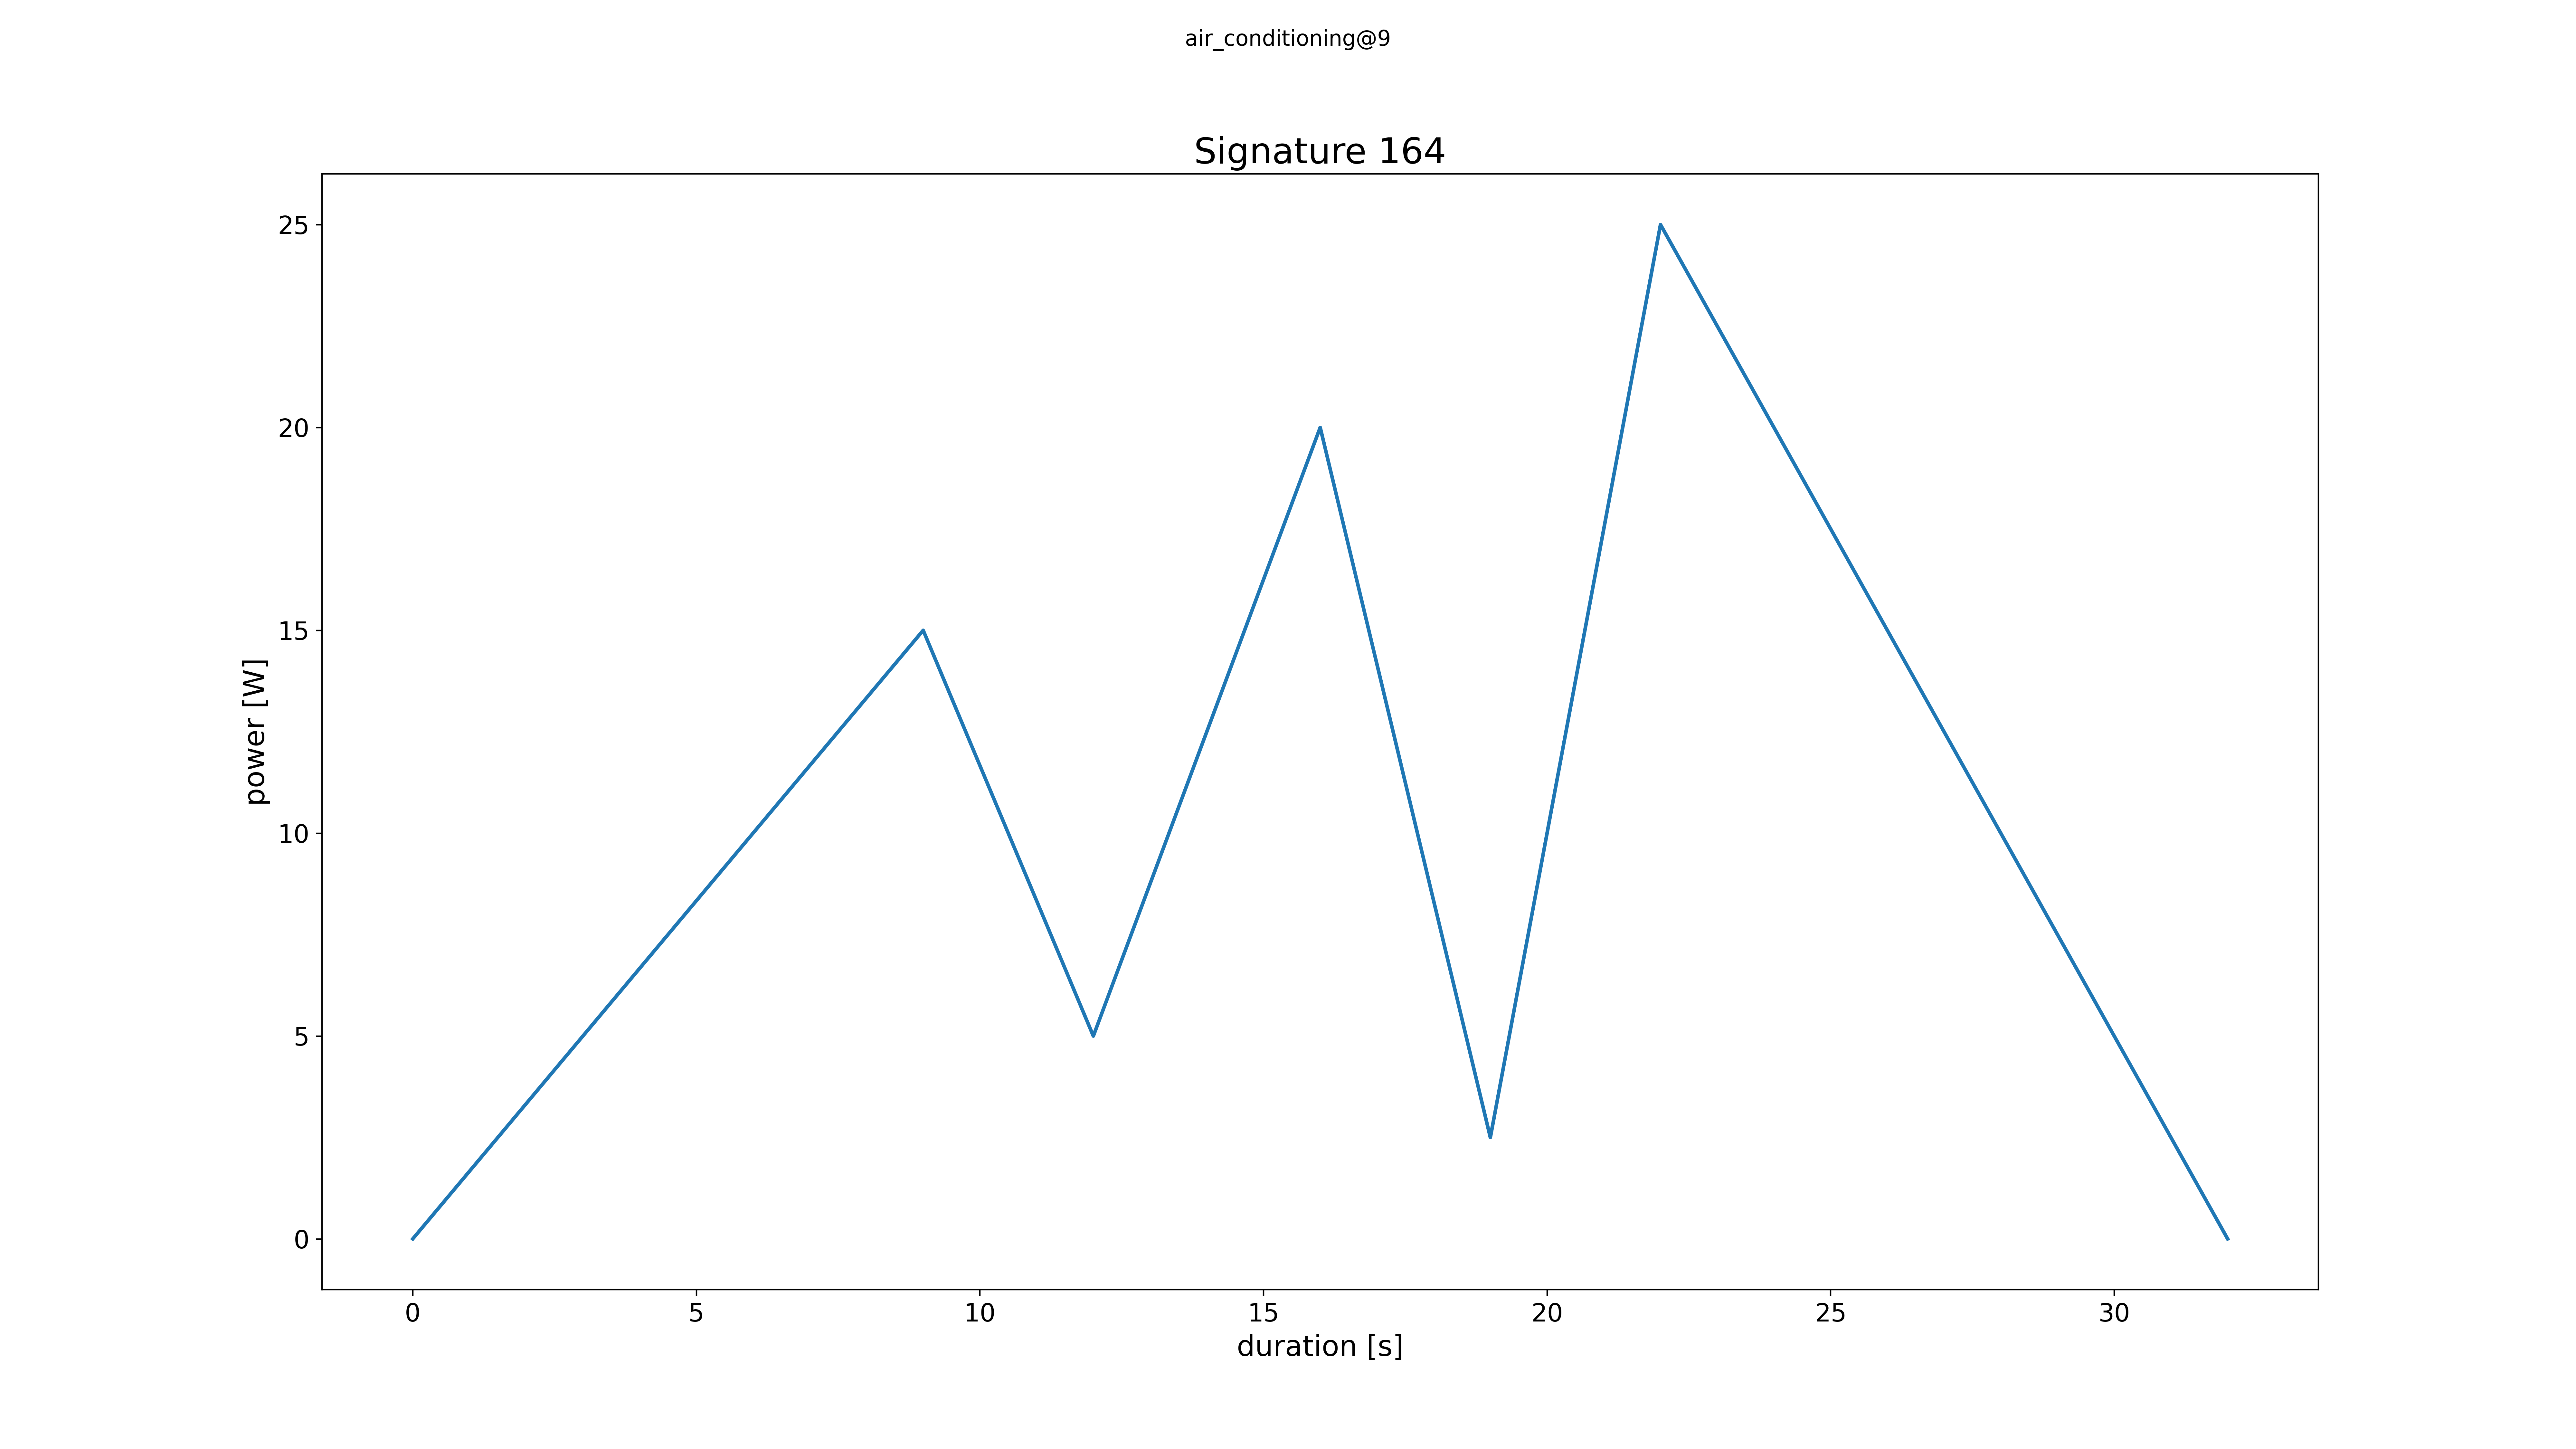 air_conditioning@9
Signature 164
power [W]
25
20
15
10
5
0
0 5 10 15 20 25 30
duration [s]